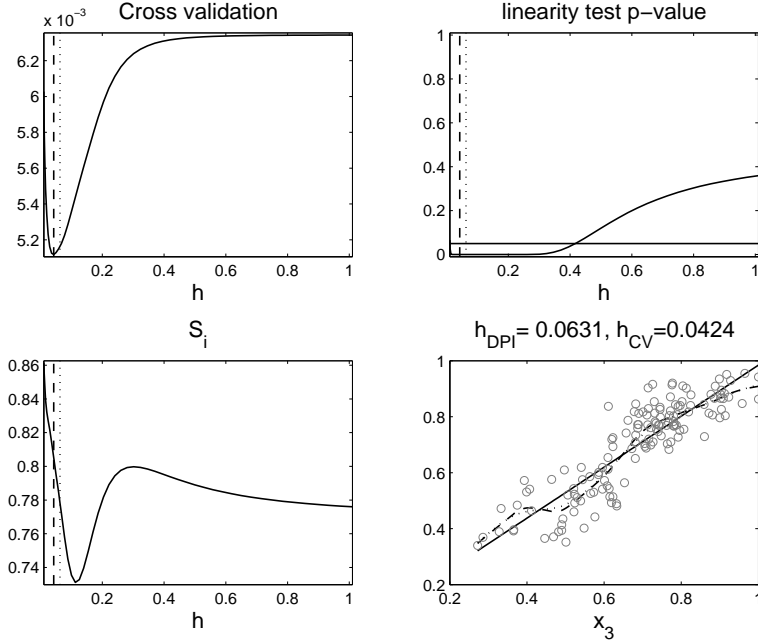 Cross validation
x 10⁻³
6.2
6
5.8
5.6
5.4
5.2
0.2 0.4 0.6 0.8 1
h
linearity test p−value
1
0.8
0.6
0.4
0.2
0
0.2 0.4 0.6 0.8 1
h
S_i
0.86
0.84
0.82
0.8
0.78
0.76
0.74
0.2 0.4 0.6 0.8 1
h
h_DPI= 0.0631, h_CV=0.0424
1
0.8
0.6
0.4
0.2
0.2 0.4 0.6 0.8 1
x_3